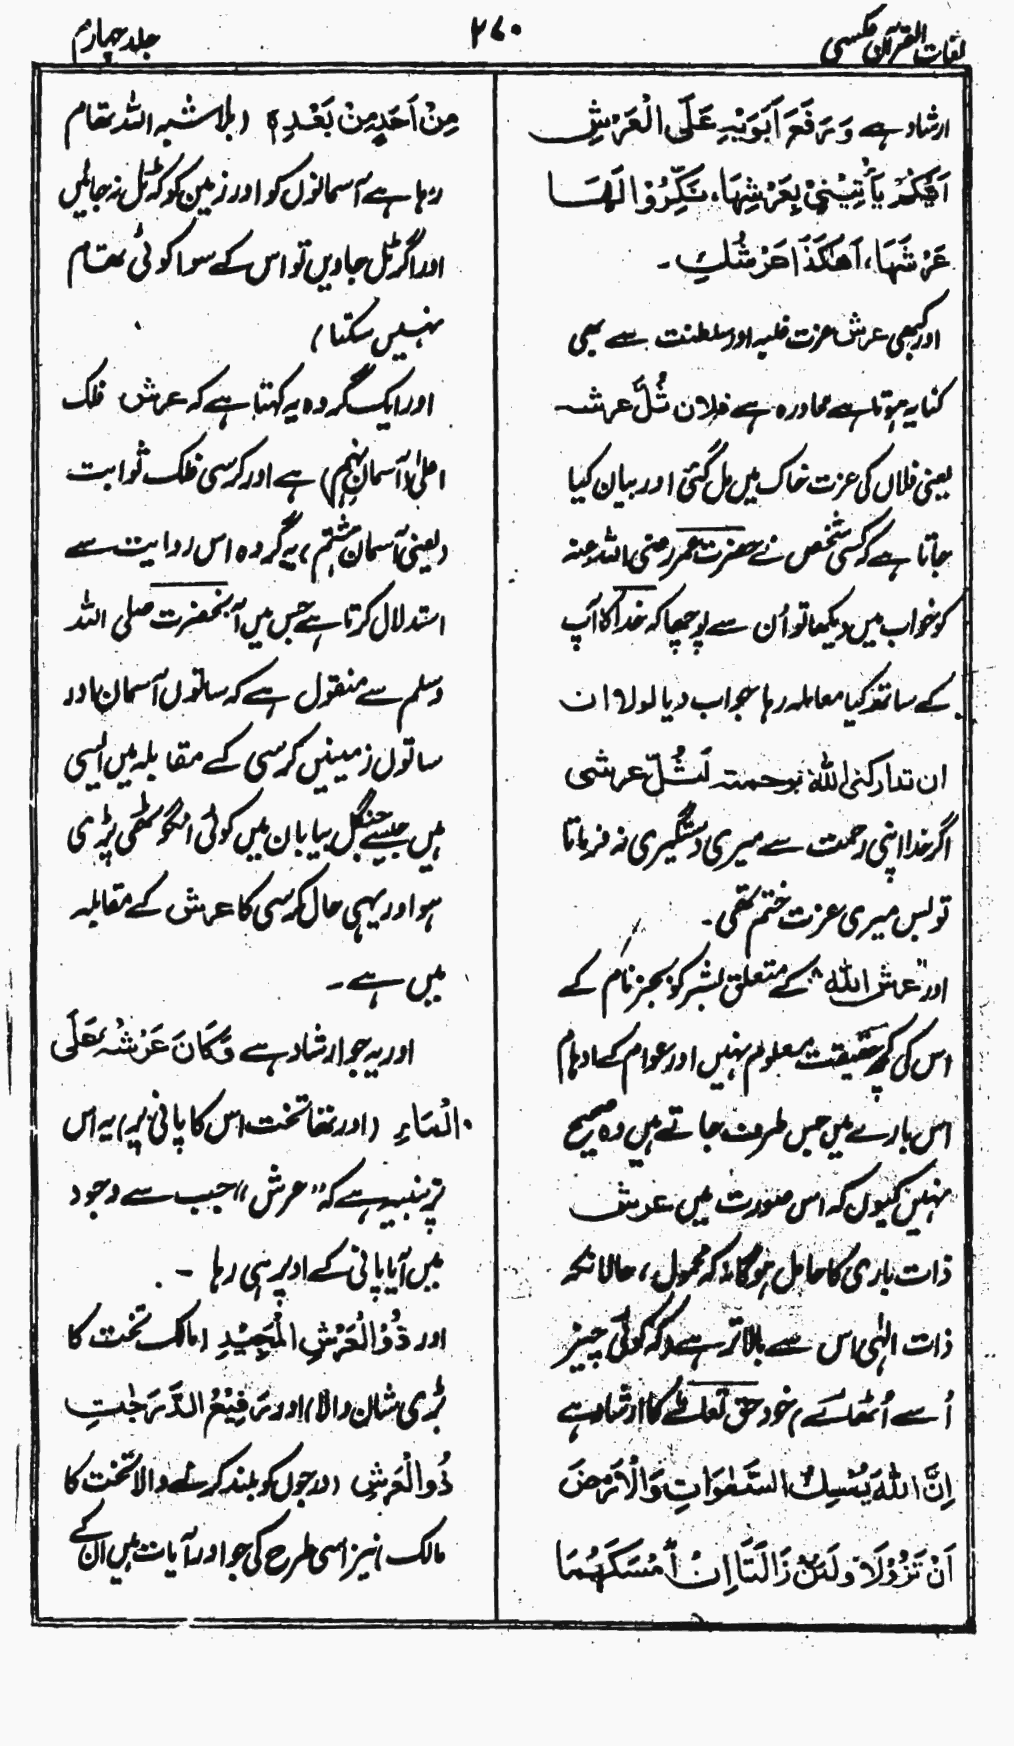 لغات القرآن عکسی
۲۷۰
جلد چہارم
ارشاد ہے وَرَفَعَ اَبَوَیْہِ عَلَی الْعَرْشِ
اَیُّکُمْ یَأْتِیْنِیْ بِعَرْشِهَا، نَکِّرُوْا لَهَا
عَرْشَهَا، اَهٰکَذَا عَرْشُكِ۔
اور کبھی عرش عزت غلبہ اور سلطنت سے بھی
کنایہ ہوتا ہے محاورہ ہے فلان ثُلَّ عرشہ
یعنی فلاں کی عزت خاک میں مل گئی اور بیان کیا
جاتا ہے کہ کسی شخص نے حضرت عمر رضی اللہ عنہ
کو خواب میں دیکھا تو اُن سے پوچھا کہ خدا کا آپ
کے ساتھ کیا معاملہ رہا جواب دیا لولا ان
ان تدارکنی اللّٰہ برحمتہ لَثُلّ عرشی
اگر خدا اپنی رحمت سے میری دستگیری نہ فرماتا
تو بس میری عزت ختم تھی۔
اور "عرش اللّٰہ" کے متعلق بشر کو بجز نام کے
اس کی کچھ حقیقت معلوم نہیں اور عوام کے اوہام
اس بارے میں جس طرف جاتے ہیں وہ صحیح
نہیں کیوں کہ اس صورت میں عرش
ذات باری کا حامل ہوگا نہ کہ محمول، حالانکہ
ذات الٰہی اس سے بالاتر ہے کہ کوئی چیز
اُسے اُٹھائے، خود حق تعالےٰ کا ارشاد ہے
اِنَّ اللّٰهَ یُمْسِكُ السَّمٰوَاتِ وَالْاَرْضَ
اَنْ تَزُوْلَا وَلَئِنْ زَالَتَا اِنْ اَمْسَكَهُمَا
مِنْ اَحَدٍ مِنْ بَعْدِہٖ (بلا شبہ اللہ تھام
رہا ہے آسمانوں کو اور زمین کو کہ ٹل نہ جائیں
اور اگر ٹل جاویں تو اس کے سوا کوئی تھام
نہیں سکتا)
اور ایک گروہ یہ کہتا ہے کہ عرش فلک
اعلیٰ (آسمان نہم) ہے اور کرسی فلک ثوابت
(یعنی آسمان ہشتم)، یہ گروہ اس روایت سے
استدلال کرتا ہے جس میں آنحضرت صلی اللہ
وسلم سے منقول ہے کہ ساتوں آسمان اور
ساتوں زمینیں کرسی کے مقابلہ میں ایسی
ہیں جیسے جنگل بیابان میں کوئی انگوٹھی پڑی
ہو اور یہی حال کرسی کا عرش کے مقابلہ
میں ہے۔
اور یہ جو ارشاد ہے وَّکَانَ عَرْشُہٗ عَلَی
الْمَاءِ (اور تھا تخت اس کا پانی پر) یہ اس
پر تنبیہ ہے کہ "عرش" جب سے وجود
میں آیا پانی کے اوپر ہی رہا ۔
اور ذُوْ الْعَرْشِ الْمَجِیْدِ (مالک تخت کا
بڑی شان والا) اور رَفِیْعُ الدَّرَجٰتِ
ذُو الْعَرْشِ (درجوں کو بلند کرنے والا تخت کا
مالک) نیز اسی طرح کی جو اور آیات ہیں ان کے